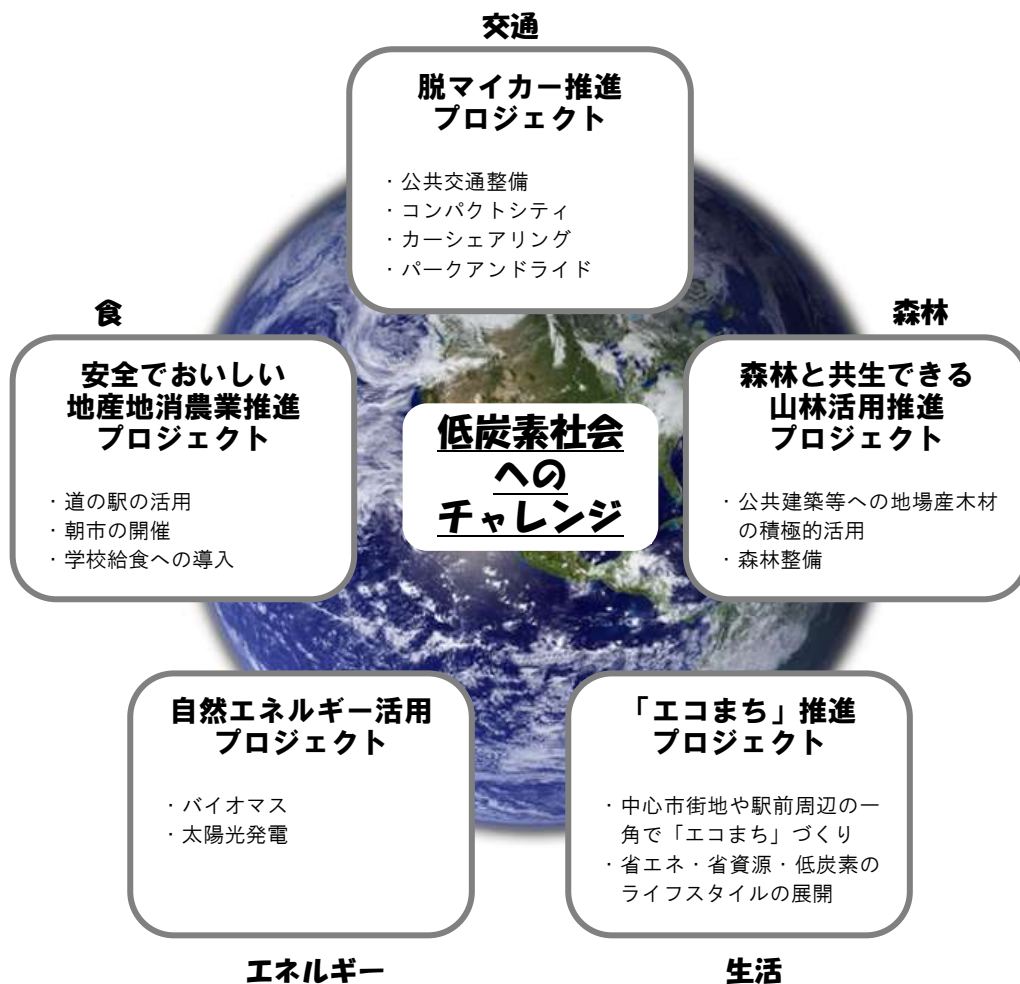 交通
脱マイカー推進
プロジェクト
・公共交通整備
・コンパクトシティ
・カーシェアリング
・パークアンドライド
食
安全でおいしい
地産地消農業推進
プロジェクト
・道の駅の活用
・朝市の開催
・学校給食への導入
低炭素社会
への
チャレンジ
森林
森林と共生できる
山林活用推進
プロジェクト
・公共建築等への地場産木材
の積極的活用
・森林整備
自然エネルギー活用
プロジェクト
・バイオマス
・太陽光発電
エネルギー
「エコまち」推進
プロジェクト
・中心市街地や駅前周辺の一
角で「エコまち」づくり
・省エネ・省資源・低炭素の
ライフスタイルの展開
生活